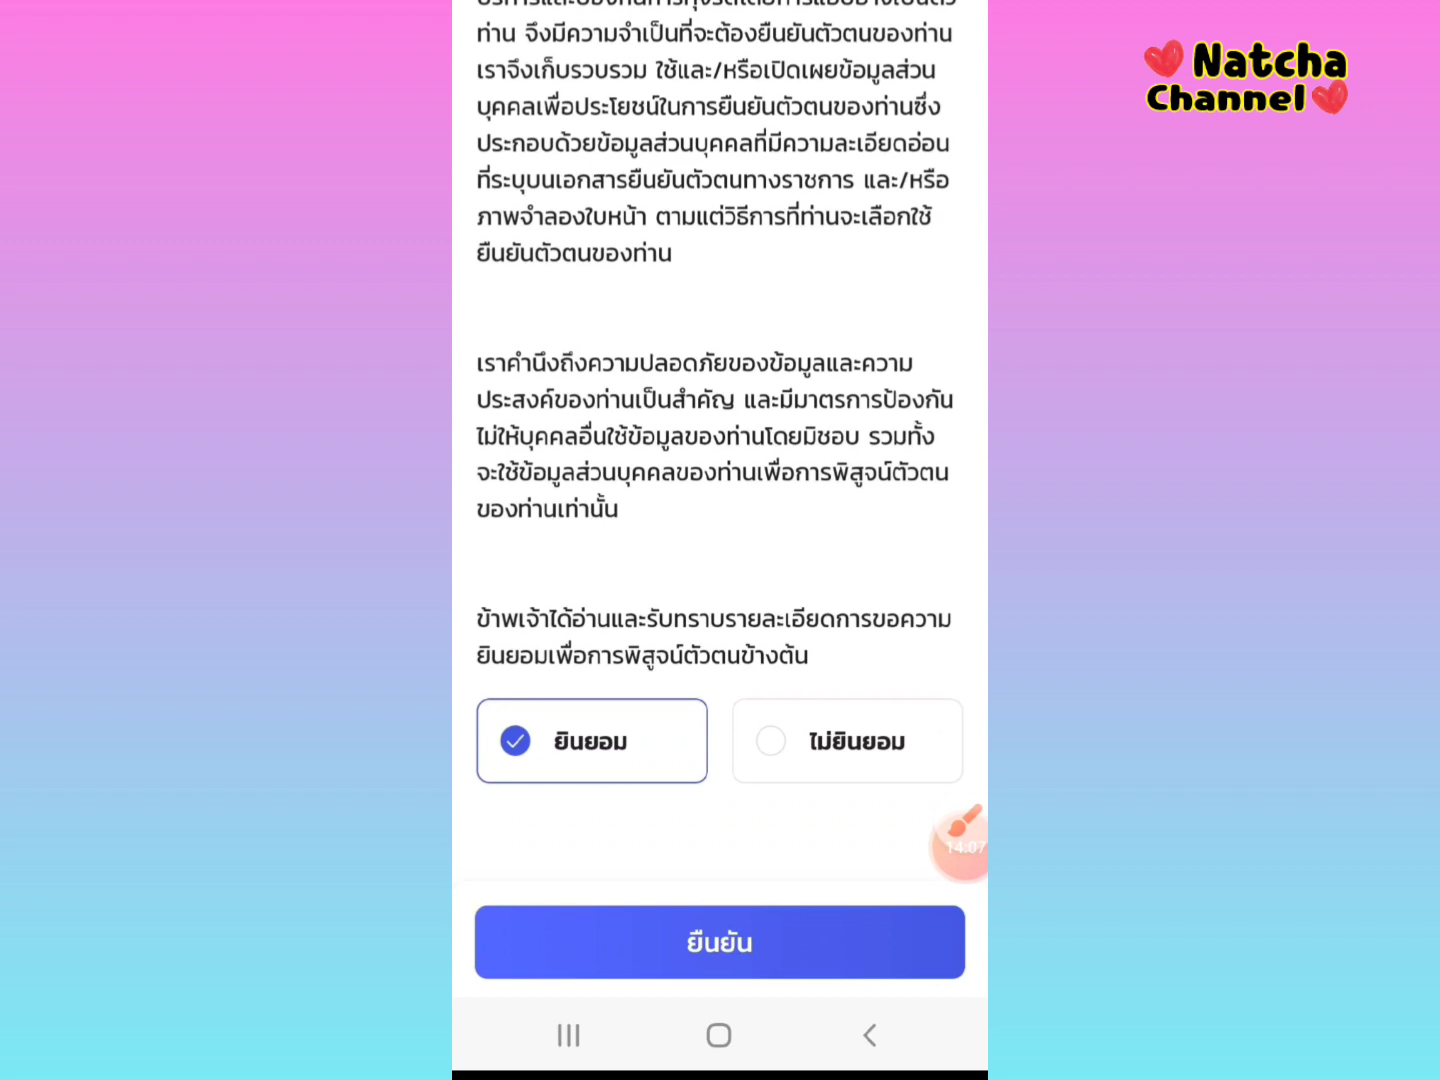 ท่าน จึงมีความจำเป็นที่จะต้องยืนยันตัวตนของท่าน
เราจึงเก็บรวบรวม ใช้และ/หรือเปิดเผยข้อมูลส่วน
บุคคลเพื่อประโยชน์ในการยืนยันตัวตนของท่านซึ่ง
ประกอบด้วยข้อมูลส่วนบุคคลที่มีความละเอียดอ่อน
ที่ระบุบนเอกสารยืนยันตัวตนทางราชการ และ/หรือ
ภาพจำลองใบหน้า ตามแต่วิธีการที่ท่านจะเลือกใช้
ยืนยันตัวตนของท่าน
เราคำนึงถึงความปลอดภัยของข้อมูลและความ
ประสงค์ของท่านเป็นสำคัญ และมีมาตรการป้องกัน
ไม่ให้บุคคลอื่นใช้ข้อมูลของท่านโดยมิชอบ รวมทั้ง
จะใช้ข้อมูลส่วนบุคคลของท่านเพื่อการพิสูจน์ตัวตน
ของท่านเท่านั้น
ข้าพเจ้าได้อ่านและรับทราบรายละเอียดการขอความ
ยินยอมเพื่อการพิสูจน์ตัวตนข้างต้น
ยินยอม
ไม่ยินยอม
14:07
ยืนยัน
Natcha
Channel